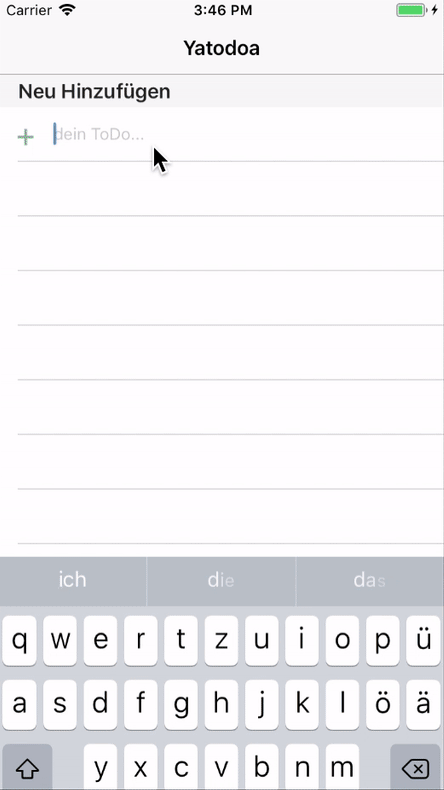 Carrier 3:46 PM
Yatodoa
Neu Hinzufügen
+ dein ToDo...
ich die das
q w e r t z u i o p ü
a s d f g h j k l ö ä
y x c v b n m